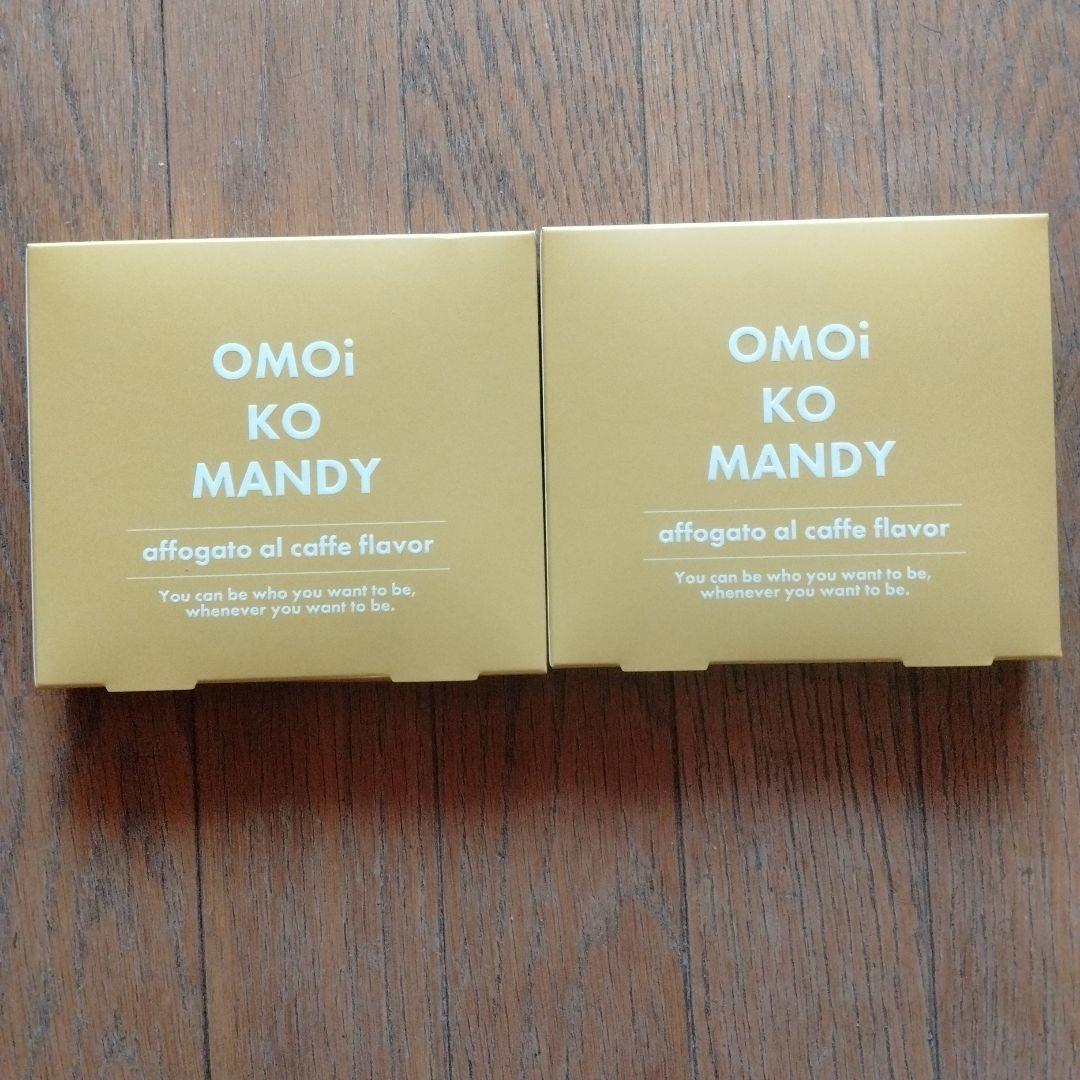 OMOi
KO
MANDY
affogato al caffe flavor
You can be who you want to be,
whenever you want to be.
OMOi
KO
MANDY
affogato al caffe flavor
You can be who you want to be,
whenever you want to be.